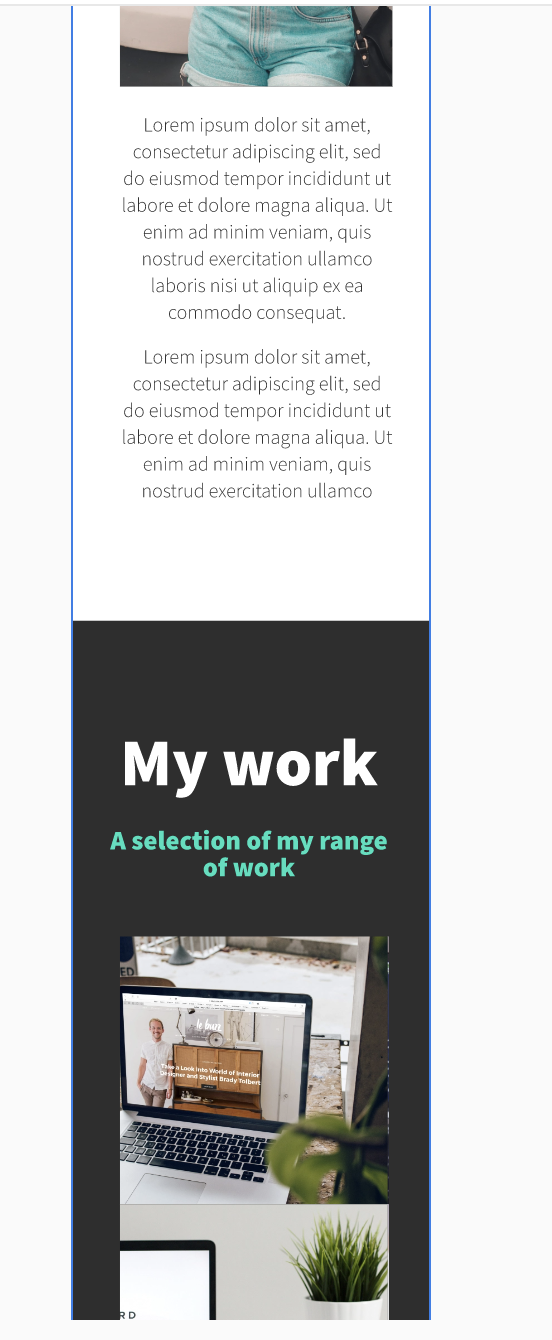 Lorem ipsum dolor sit amet,
consectetur adipiscing elit, sed
do eiusmod tempor incididunt ut
labore et dolore magna aliqua. Ut
enim ad minim veniam, quis
nostrud exercitation ullamco
laboris nisi ut aliquip ex ea
commodo consequat.
Lorem ipsum dolor sit amet,
consectetur adipiscing elit, sed
do eiusmod tempor incididunt ut
labore et dolore magna aliqua. Ut
enim ad minim veniam, quis
nostrud exercitation ullamco
My work
A selection of my range
of work
ED
le buzz
Take a Look into World of Interior
Designer and Stylist Brady Tolbert
RD